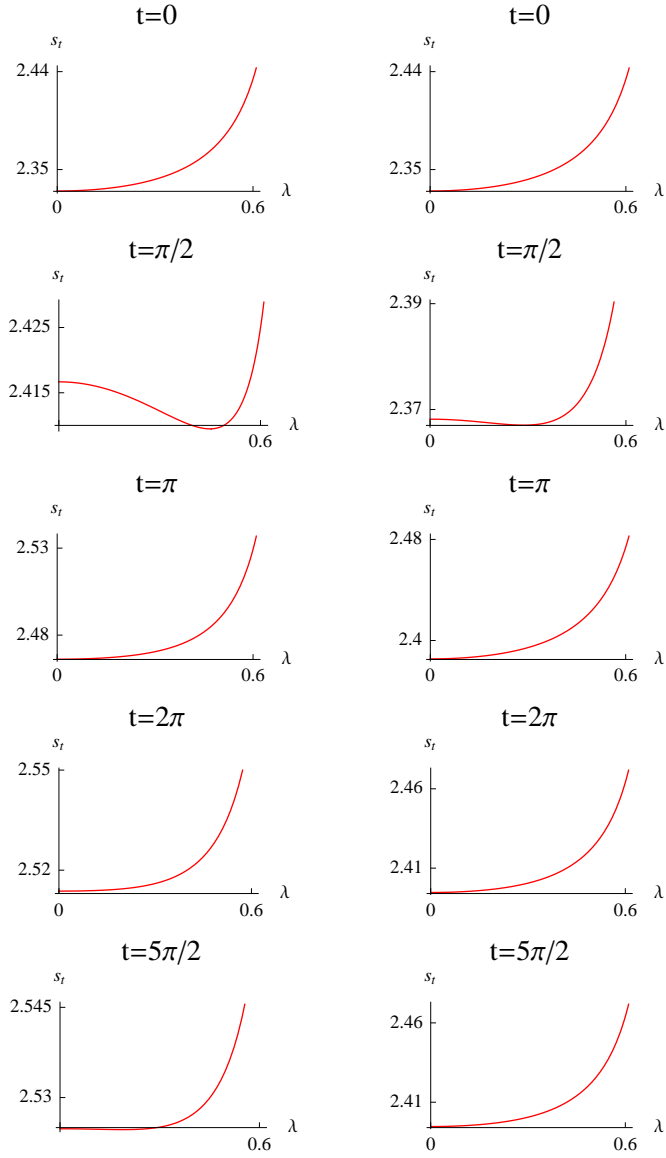 t=0
s_t
2.44
2.35
0
0.6
λ
t=0
s_t
2.44
2.35
0
0.6
λ
t=π/2
s_t
2.425
2.415
0.6
λ
t=π/2
s_t
2.39
2.37
0
0.6
λ
t=π
s_t
2.53
2.48
0
0.6
λ
t=π
s_t
2.48
2.4
0
0.6
λ
t=2π
s_t
2.55
2.52
0
0.6
λ
t=2π
s_t
2.46
2.41
0
0.6
λ
t=5π/2
s_t
2.545
2.53
0.6
λ
t=5π/2
s_t
2.46
2.41
0
0.6
λ